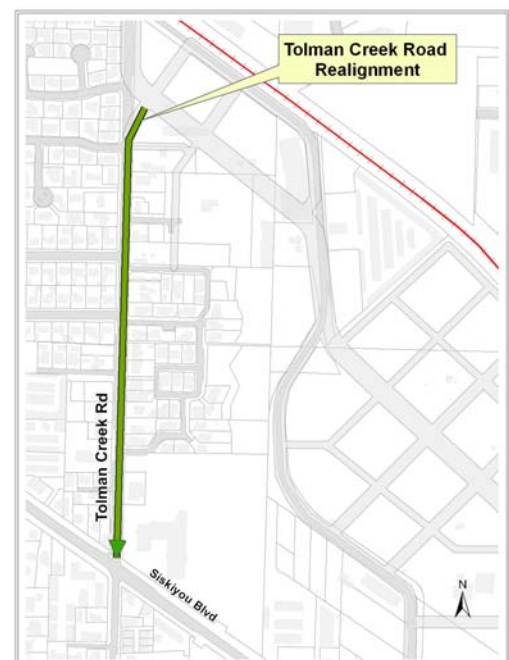 Tolman Creek Road
Realignment
Tolman Creek Rd
Siskiyou Blvd
N